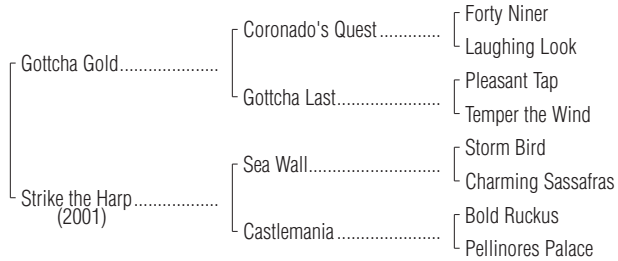 Forty Niner
Coronado's Quest.............
Laughing Look
Gottcha Gold.....................
Pleasant Tap
Gottcha Last......................
Temper the Wind
Storm Bird
Sea Wall............................
Charming Sassafras
Strike the Harp..................
(2001)
Bold Ruckus
Castlemania ......................
Pellinores Palace